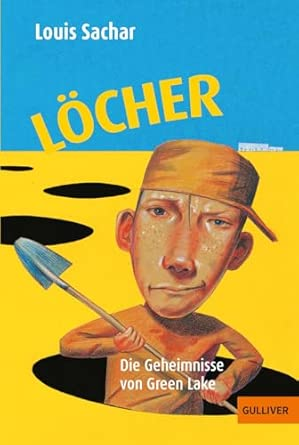 Louis Sachar
LÖCHER
Die Geheimnisse
von Green Lake
GULLIVER